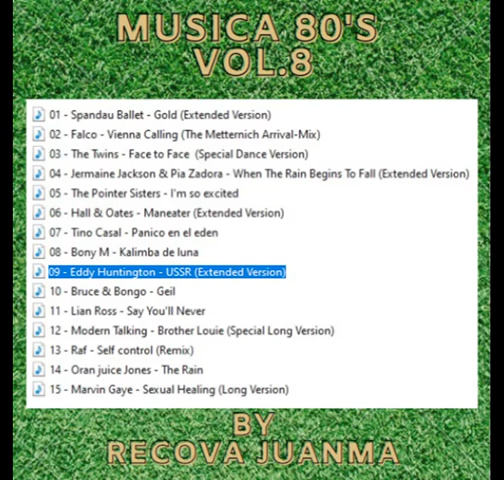 MUSICA 80'S
VOL.8
01 - Spandau Ballet - Gold (Extended Version)
02 - Falco - Vienna Calling (The Metternich Arrival-Mix)
03 - The Twins - Face to Face  (Special Dance Version)
04 - Jermaine Jackson & Pia Zadora - When The Rain Begins To Fall (Extended Version)
05 - The Pointer Sisters - I'm so excited
06 - Hall & Oates - Maneater (Extended Version)
07 - Tino Casal - Panico en el eden
08 - Bony M - Kalimba de luna
09 - Eddy Huntington - USSR (Extended Version)
10 - Bruce & Bongo - Geil
11 - Lian Ross - Say You'll Never
12 - Modern Talking - Brother Louie (Special Long Version)
13 - Raf - Self control (Remix)
14 - Oran juice Jones - The Rain
15 - Marvin Gaye - Sexual Healing (Long Version)
BY
RECOVA JUANMA